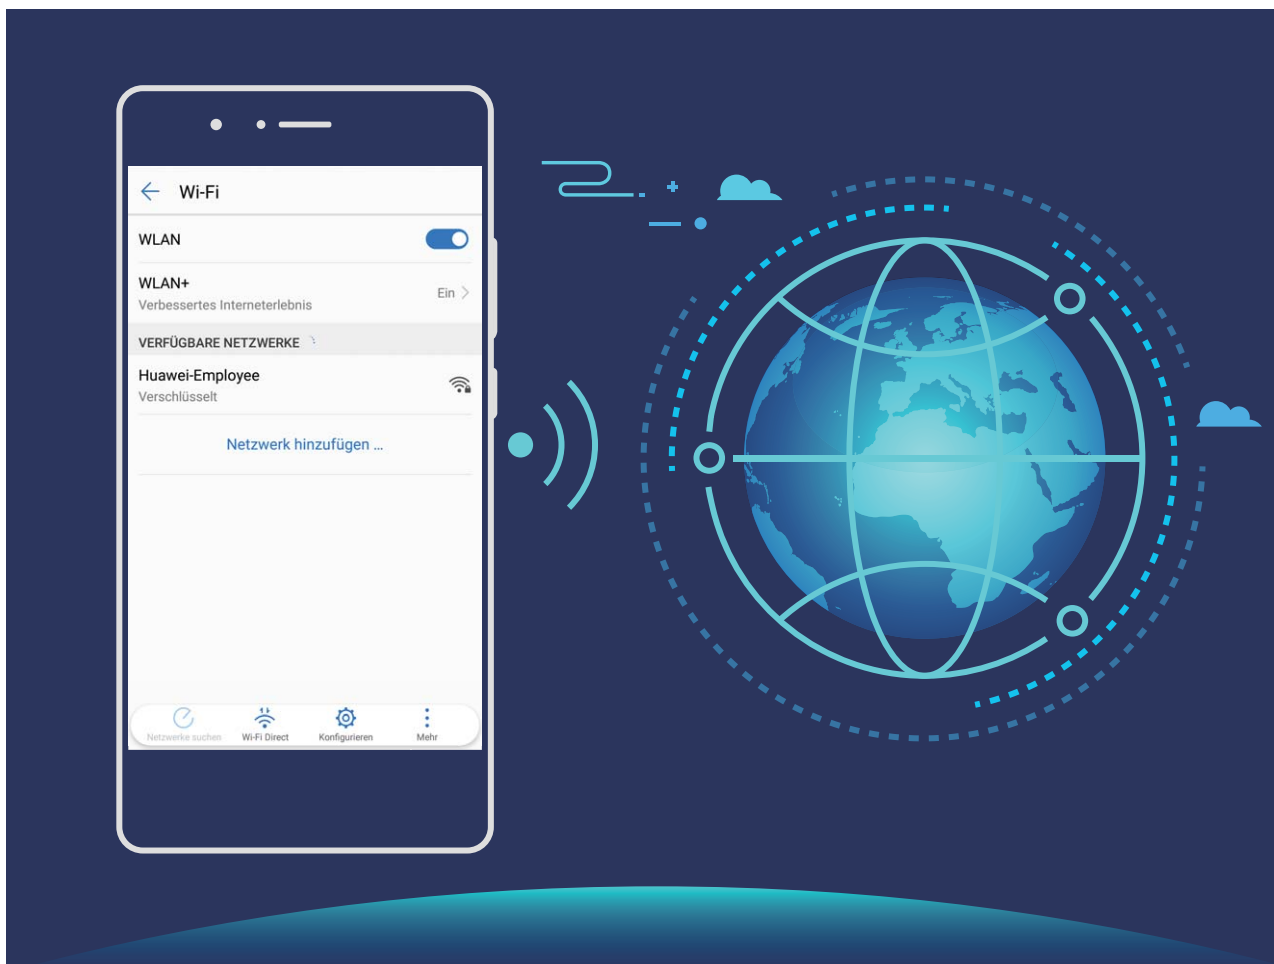 Wi-Fi
WLAN
WLAN+
Verbessertes Interneterlebnis
Ein
VERFÜGBARE NETZWERKE
Huawei-Employee
Verschlüsselt
Netzwerk hinzufügen ...
Netzwerke suchen
Wi-Fi Direct
Konfigurieren
Mehr